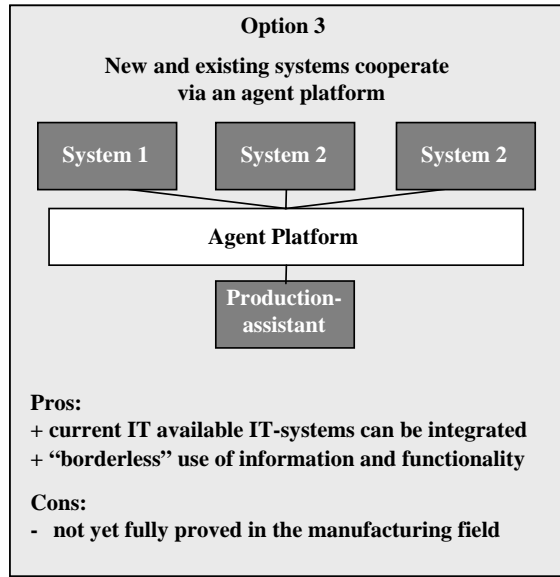 Option 3
New and existing systems cooperate
via an agent platform
System 1
System 2
System 2
Agent Platform
Production-
assistant
Pros:
+ current IT available IT-systems can be integrated
+ “borderless” use of information and functionality
Cons:
- not yet fully proved in the manufacturing field